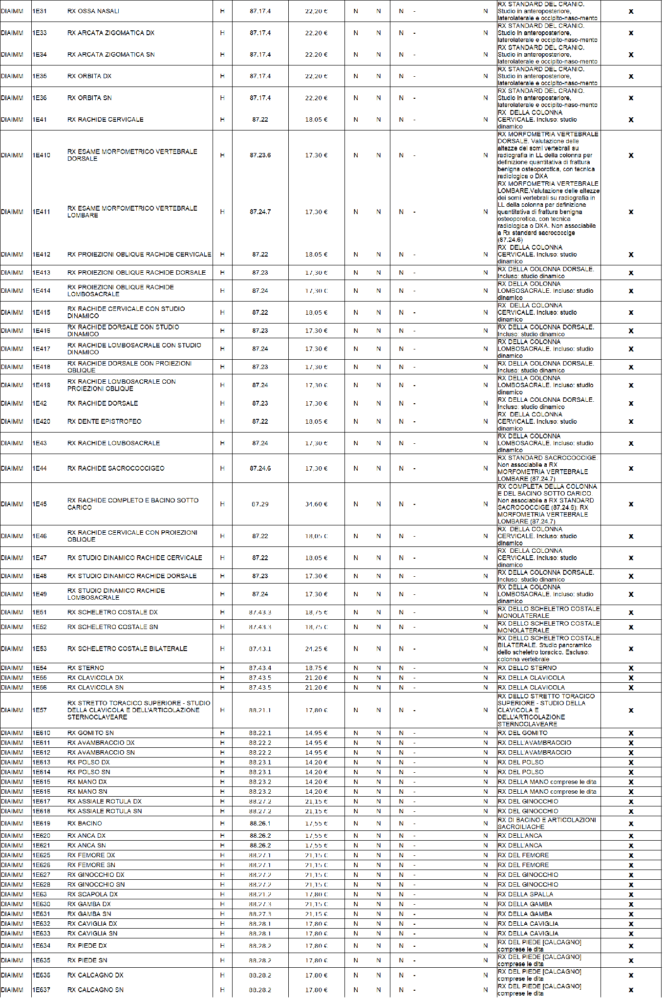 DIAIMM 1E31 RX OSSA NASALI H 87.17.4 22,20 € N N N - N RX STANDARD DEL CRANIO. Studio in anteroposteriore, laterolaterale e occipito-naso-mento X
DIAIMM 1E33 RX ARCATA ZIGOMATICA DX H 87.17.4 22,20 € N N N - N RX STANDARD DEL CRANIO. Studio in anteroposteriore, laterolaterale e occipito-naso-mento X
DIAIMM 1E34 RX ARCATA ZIGOMATICA SN H 87.17.4 22,20 € N N N - N RX STANDARD DEL CRANIO. Studio in anteroposteriore, laterolaterale e occipito-naso-mento X
DIAIMM 1E35 RX ORBITA DX H 87.17.4 22,20 € N N N - N RX STANDARD DEL CRANIO. Studio in anteroposteriore, laterolaterale e occipito-naso-mento X
DIAIMM 1E36 RX ORBITA SN H 87.17.4 22,20 € N N N - N RX STANDARD DEL CRANIO. Studio in anteroposteriore, laterolaterale e occipito-naso-mento X
DIAIMM 1E41 RX RACHIDE CERVICALE H 87.22 18,05 € N N N - N RX DELLA COLONNA CERVICALE. Incluso: studio dinamico X
DIAIMM 1E410 RX ESAME MORFOMETRICO VERTEBRALE DORSALE H 87.23.6 17,30 € N N N - N RX MORFOMETRIA VERTEBRALE DORSALE. Valutazione delle altezze dei somi vertebrali su radiografia in LL della colonna per definizione quantitativa di frattura benigna osteoporotica, con tecnica radiologica o DXA X
DIAIMM 1E411 RX ESAME MORFOMETRICO VERTEBRALE LOMBARE H 87.24.7 17,30 € N N N - N RX MORFOMETRIA VERTEBRALE LOMBARE.Valutazione delle altezze dei somi vertebrali su radiografia in LL della colonna per definizione quantitativa di frattura benigna osteoporotica, con tecnica radiologica o DXA. Non associabile a Rx standard sacrococcige (87.24.6) X
DIAIMM 1E412 RX PROIEZIONI OBLIQUE RACHIDE CERVICALE H 87.22 18,05 € N N N - N RX DELLA COLONNA CERVICALE. Incluso: studio dinamico X
DIAIMM 1E413 RX PROIEZIONI OBLIQUE RACHIDE DORSALE H 87.23 17,30 € N N N - N RX DELLA COLONNA DORSALE. Incluso: studio dinamico X
DIAIMM 1E414 RX PROIEZIONI OBLIQUE RACHIDE LOMBOSACRALE H 87.24 17,30 € N N N - N RX DELLA COLONNA LOMBOSACRALE. Incluso: studio dinamico X
DIAIMM 1E415 RX RACHIDE CERVICALE CON STUDIO DINAMICO H 87.22 18,05 € N N N - N RX DELLA COLONNA CERVICALE. Incluso: studio dinamico X
DIAIMM 1E416 RX RACHIDE DORSALE CON STUDIO DINAMICO H 87.23 17,30 € N N N - N RX DELLA COLONNA DORSALE. Incluso: studio dinamico X
DIAIMM 1E417 RX RACHIDE LOMBOSACRALE CON STUDIO DINAMICO H 87.24 17,30 € N N N - N RX DELLA COLONNA LOMBOSACRALE. Incluso: studio dinamico X
DIAIMM 1E418 RX RACHIDE DORSALE CON PROIEZIONI OBLIQUE H 87.23 17,30 € N N N - N RX DELLA COLONNA DORSALE. Incluso: studio dinamico X
DIAIMM 1E419 RX RACHIDE LOMBOSACRALE CON PROIEZIONI OBLIQUE H 87.24 17,30 € N N N - N RX DELLA COLONNA LOMBOSACRALE. Incluso: studio dinamico X
DIAIMM 1E42 RX RACHIDE DORSALE H 87.23 17,30 € N N N - N RX DELLA COLONNA DORSALE. Incluso: studio dinamico X
DIAIMM 1E420 RX DENTE EPISTROFEO H 87.22 18,05 € N N N - N RX DELLA COLONNA CERVICALE. Incluso: studio dinamico X
DIAIMM 1E43 RX RACHIDE LOMBOSACRALE H 87.24 17,30 € N N N - N RX DELLA COLONNA LOMBOSACRALE. Incluso: studio dinamico X
DIAIMM 1E44 RX RACHIDE SACROCOCCIGEO H 87.24.6 17,30 € N N N - N RX STANDARD SACROCOCCIGE. Non associabile a RX MORFOMETRIA VERTEBRALE LOMBARE (87.24.7) X
DIAIMM 1E45 RX RACHIDE COMPLETO E BACINO SOTTO CARICO H 87.29 34,60 € N N N - N RX COMPLETA DELLA COLONNA E DEL BACINO SOTTO CARICO. Non associabile a RX STANDARD SACROCOCCIGE (87.24.6); RX MORFOMETRIA VERTEBRALE LOMBARE (87.24.7) X
DIAIMM 1E46 RX RACHIDE CERVICALE CON PROIEZIONI OBLIQUE H 87.22 18,05 € N N N - N RX DELLA COLONNA CERVICALE. Incluso: studio dinamico X
DIAIMM 1E47 RX STUDIO DINAMICO RACHIDE CERVICALE H 87.22 18,05 € N N N - N RX DELLA COLONNA CERVICALE. Incluso: studio dinamico X
DIAIMM 1E48 RX STUDIO DINAMICO RACHIDE DORSALE H 87.23 17,30 € N N N - N RX DELLA COLONNA DORSALE. Incluso: studio dinamico X
DIAIMM 1E49 RX STUDIO DINAMICO RACHIDE LOMBOSACRALE H 87.24 17,30 € N N N - N RX DELLA COLONNA LOMBOSACRALE. Incluso: studio dinamico X
DIAIMM 1E51 RX SCHELETRO COSTALE DX H 87.43.3 18,75 € N N N - N RX DELLO SCHELETRO COSTALE MONOLATERALE X
DIAIMM 1E52 RX SCHELETRO COSTALE SN H 87.43.3 18,75 € N N N - N RX DELLO SCHELETRO COSTALE MONOLATERALE X
DIAIMM 1E53 RX SCHELETRO COSTALE BILATERALE H 87.43.1 24,25 € N N N - N RX DELLO SCHELETRO COSTALE BILATERALE. Studio panoramico dello scheletro toracico. Escluso: colonna vertebrale X
DIAIMM 1E54 RX STERNO H 87.43.4 18,75 € N N N - N RX DELLO STERNO X
DIAIMM 1E55 RX CLAVICOLA DX H 87.43.5 21,20 € N N N - N RX DELLA CLAVICOLA X
DIAIMM 1E56 RX CLAVICOLA SN H 87.43.5 21,20 € N N N - N RX DELLA CLAVICOLA X
DIAIMM 1E57 RX STRETTO TORACICO SUPERIORE - STUDIO DELLA CLAVICOLA E DELL'ARTICOLAZIONE STERNOCLAVEARE H 88.21.1 17,80 € N N N - N RX DELLO STRETTO TORACICO SUPERIORE - STUDIO DELLA CLAVICOLA E DELL'ARTICOLAZIONE STERNOCLAVEARE X
DIAIMM 1E610 RX GOMITO SN H 88.22.1 14,95 € N N N - N RX DEL GOMITO X
DIAIMM 1E611 RX AVAMBRACCIO DX H 88.22.2 14,95 € N N N - N RX DELL'AVAMBRACCIO X
DIAIMM 1E612 RX AVAMBRACCIO SN H 88.22.2 14,95 € N N N - N RX DELL'AVAMBRACCIO X
DIAIMM 1E613 RX POLSO DX H 88.23.1 14,20 € N N N - N RX DEL POLSO X
DIAIMM 1E614 RX POLSO SN H 88.23.1 14,20 € N N N - N RX DEL POLSO X
DIAIMM 1E615 RX MANO DX H 88.23.2 14,20 € N N N - N RX DELLA MANO comprese le dita X
DIAIMM 1E616 RX MANO SN H 88.23.2 14,20 € N N N - N RX DELLA MANO comprese le dita X
DIAIMM 1E617 RX ASSIALE ROTULA DX H 88.27.2 21,15 € N N N - N RX DEL GINOCCHIO X
DIAIMM 1E618 RX ASSIALE ROTULA SN H 88.27.2 21,15 € N N N - N RX DEL GINOCCHIO X
DIAIMM 1E619 RX BACINO H 88.26.1 17,55 € N N N - N RX DI BACINO E ARTICOLAZIONI SACROILIACHE X
DIAIMM 1E620 RX ANCA DX H 88.26.2 17,55 € N N N - N RX DELL'ANCA X
DIAIMM 1E621 RX ANCA SN H 88.26.2 17,55 € N N N - N RX DELL'ANCA X
DIAIMM 1E625 RX FEMORE DX H 88.27.1 21,15 € N N N - N RX DEL FEMORE X
DIAIMM 1E626 RX FEMORE SN H 88.27.1 21,15 € N N N - N RX DEL FEMORE X
DIAIMM 1E627 RX GINOCCHIO DX H 88.27.2 21,15 € N N N - N RX DEL GINOCCHIO X
DIAIMM 1E628 RX GINOCCHIO SN H 88.27.2 21,15 € N N N - N RX DEL GINOCCHIO X
DIAIMM 1E63 RX SCAPOLA DX H 88.21.2 17,80 € N N N - N RX DELLA SPALLA X
DIAIMM 1E630 RX GAMBA DX H 88.27.3 21,15 € N N N - N RX DELLA GAMBA X
DIAIMM 1E631 RX GAMBA SN H 88.27.3 21,15 € N N N - N RX DELLA GAMBA X
DIAIMM 1E632 RX CAVIGLIA DX H 88.28.1 17,80 € N N N - N RX DELLA CAVIGLIA X
DIAIMM 1E633 RX CAVIGLIA SN H 88.28.1 17,80 € N N N - N RX DELLA CAVIGLIA X
DIAIMM 1E634 RX PIEDE DX H 88.28.2 17,80 € N N N - N RX DEL PIEDE [CALCAGNO] comprese le dita X
DIAIMM 1E635 RX PIEDE SN H 88.28.2 17,80 € N N N - N RX DEL PIEDE [CALCAGNO] comprese le dita X
DIAIMM 1E636 RX CALCAGNO DX H 88.28.2 17,80 € N N N - N RX DEL PIEDE [CALCAGNO] comprese le dita X
DIAIMM 1E637 RX CALCAGNO SN H 88.28.2 17,80 € N N N - N RX DEL PIEDE [CALCAGNO] comprese le dita X